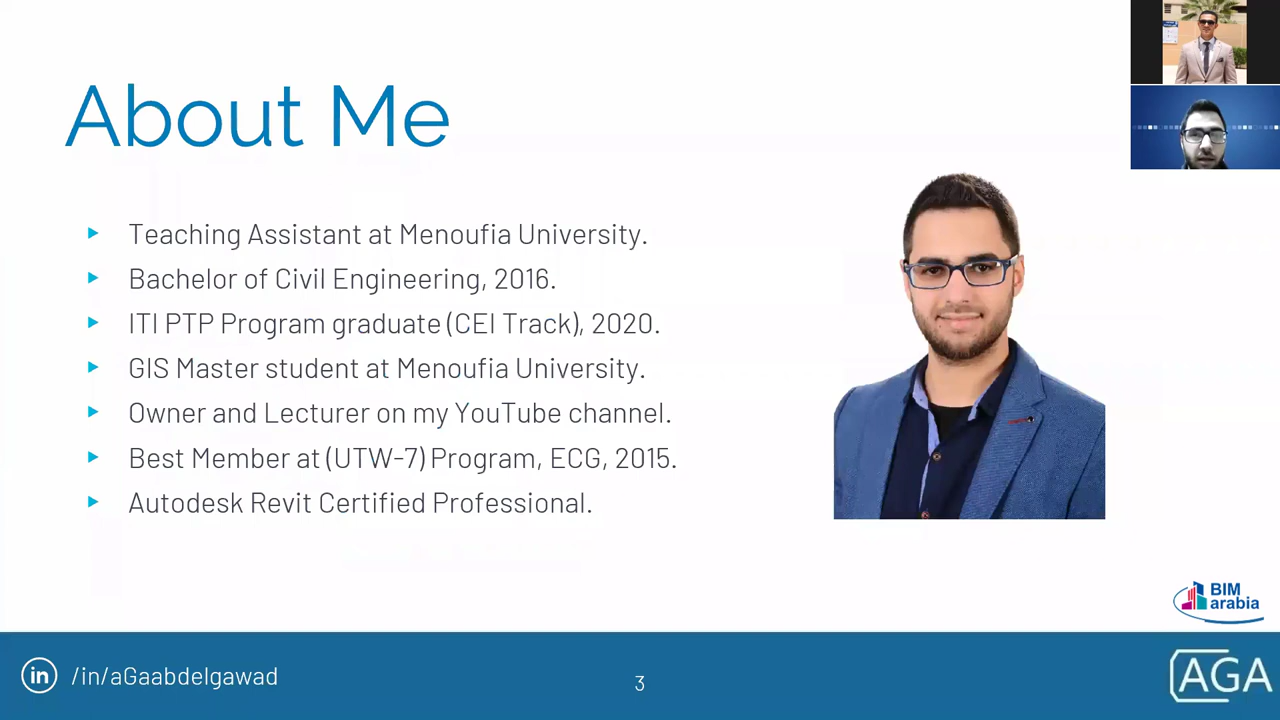 About Me
Teaching Assistant at Menoufia University.
Bachelor of Civil Engineering, 2016.
ITI PTP Program graduate (CEI Track), 2020.
GIS Master student at Menoufia University.
Owner and Lecturer on my YouTube channel.
Best Member at (UTW-7) Program, ECG, 2015.
Autodesk Revit Certified Professional.
BIM
arabia
in /in/aGaabdelgawad
3
AGA